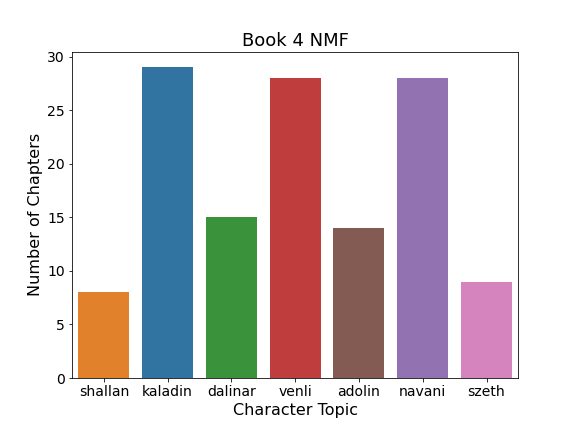 Book 4 NMF
Number of Chapters
30
25
20
15
10
5
0
shallan kaladin dalinar venli adolin navani szeth
Character Topic